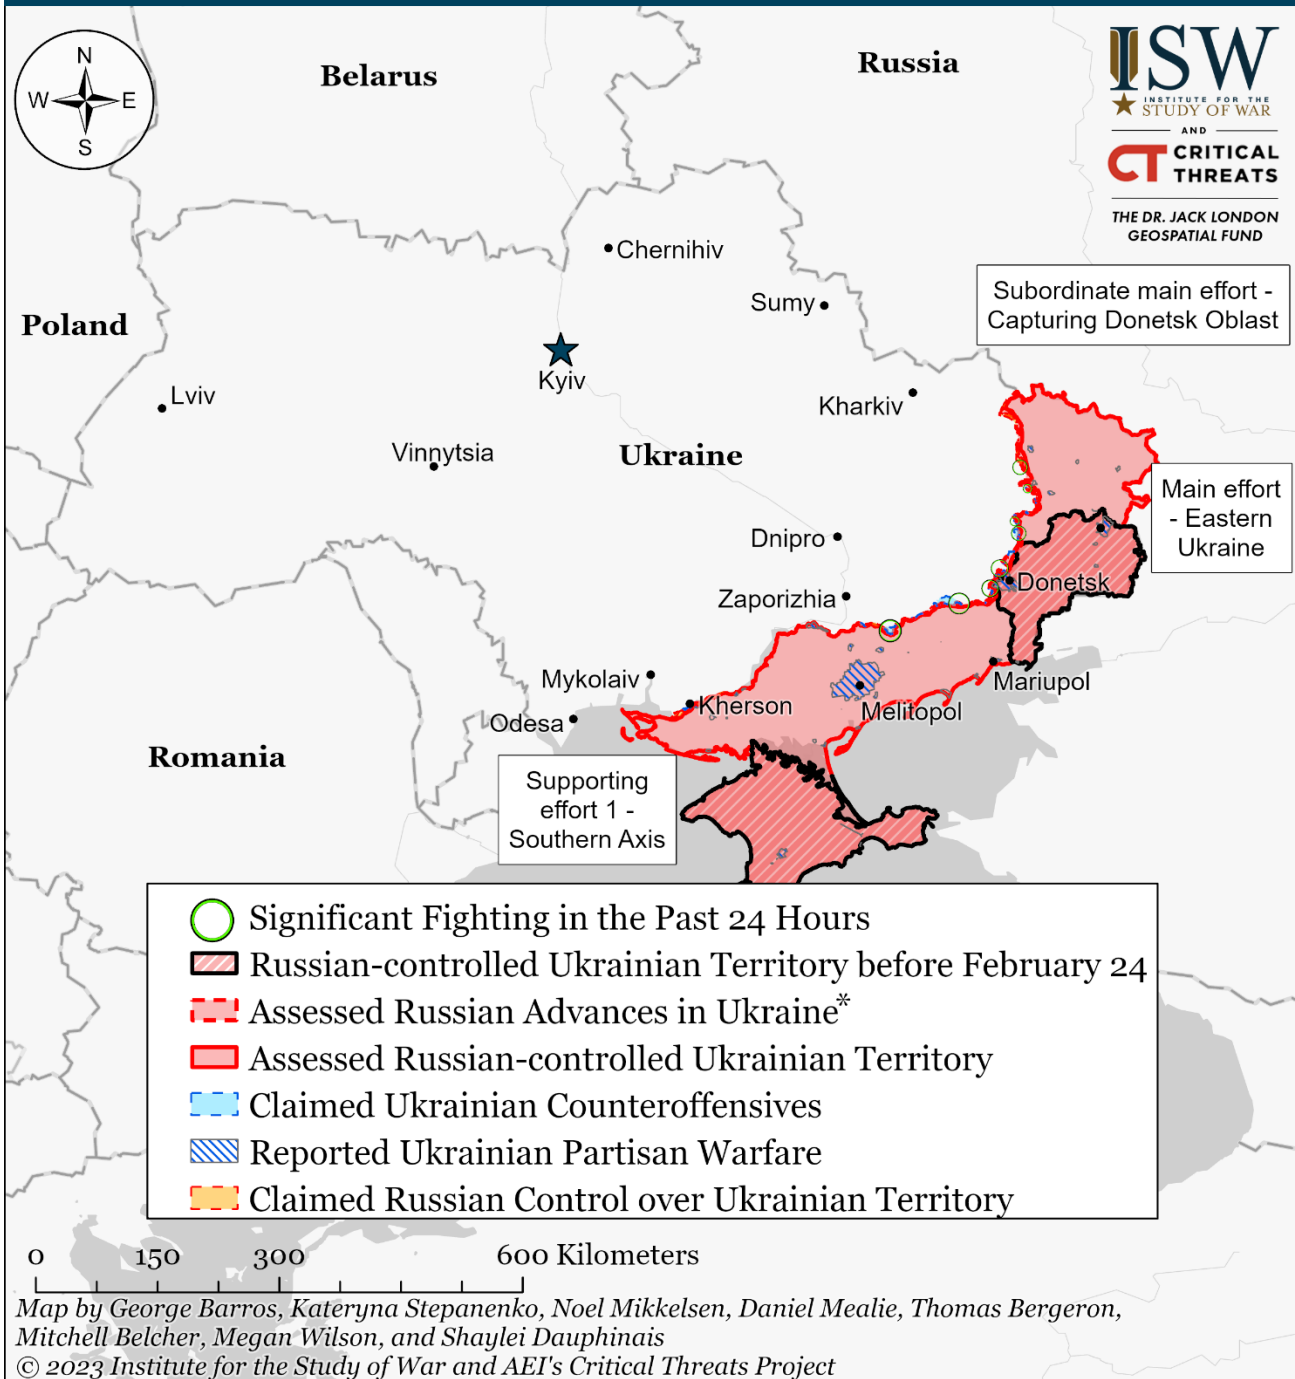 N
W E
S
Belarus
Russia
ISW
INSTITUTE FOR THE
STUDY OF WAR
AND
CT CRITICAL
THREATS
THE DR. JACK LONDON
GEOSPATIAL FUND
Chernihiv
Subordinate main effort -
Capturing Donetsk Oblast
Sumy
Poland
Kyiv
Lviv
Kharkiv
Vinnytsia
Ukraine
Main effort
- Eastern
Ukraine
Dnipro
Donetsk
Zaporizhia
Mykolaiv
Mariupol
Kherson
Melitopol
Odesa
Romania
Supporting
effort 1 -
Southern Axis
Significant Fighting in the Past 24 Hours
Russian-controlled Ukrainian Territory before February 24
Assessed Russian Advances in Ukraine*
Assessed Russian-controlled Ukrainian Territory
Claimed Ukrainian Counteroffensives
Reported Ukrainian Partisan Warfare
Claimed Russian Control over Ukrainian Territory
0 150 300 600 Kilometers
Map by George Barros, Kateryna Stepanenko, Noel Mikkelsen, Daniel Mealie, Thomas Bergeron,
Mitchell Belcher, Megan Wilson, and Shaylei Dauphinais
© 2023 Institute for the Study of War and AEI's Critical Threats Project